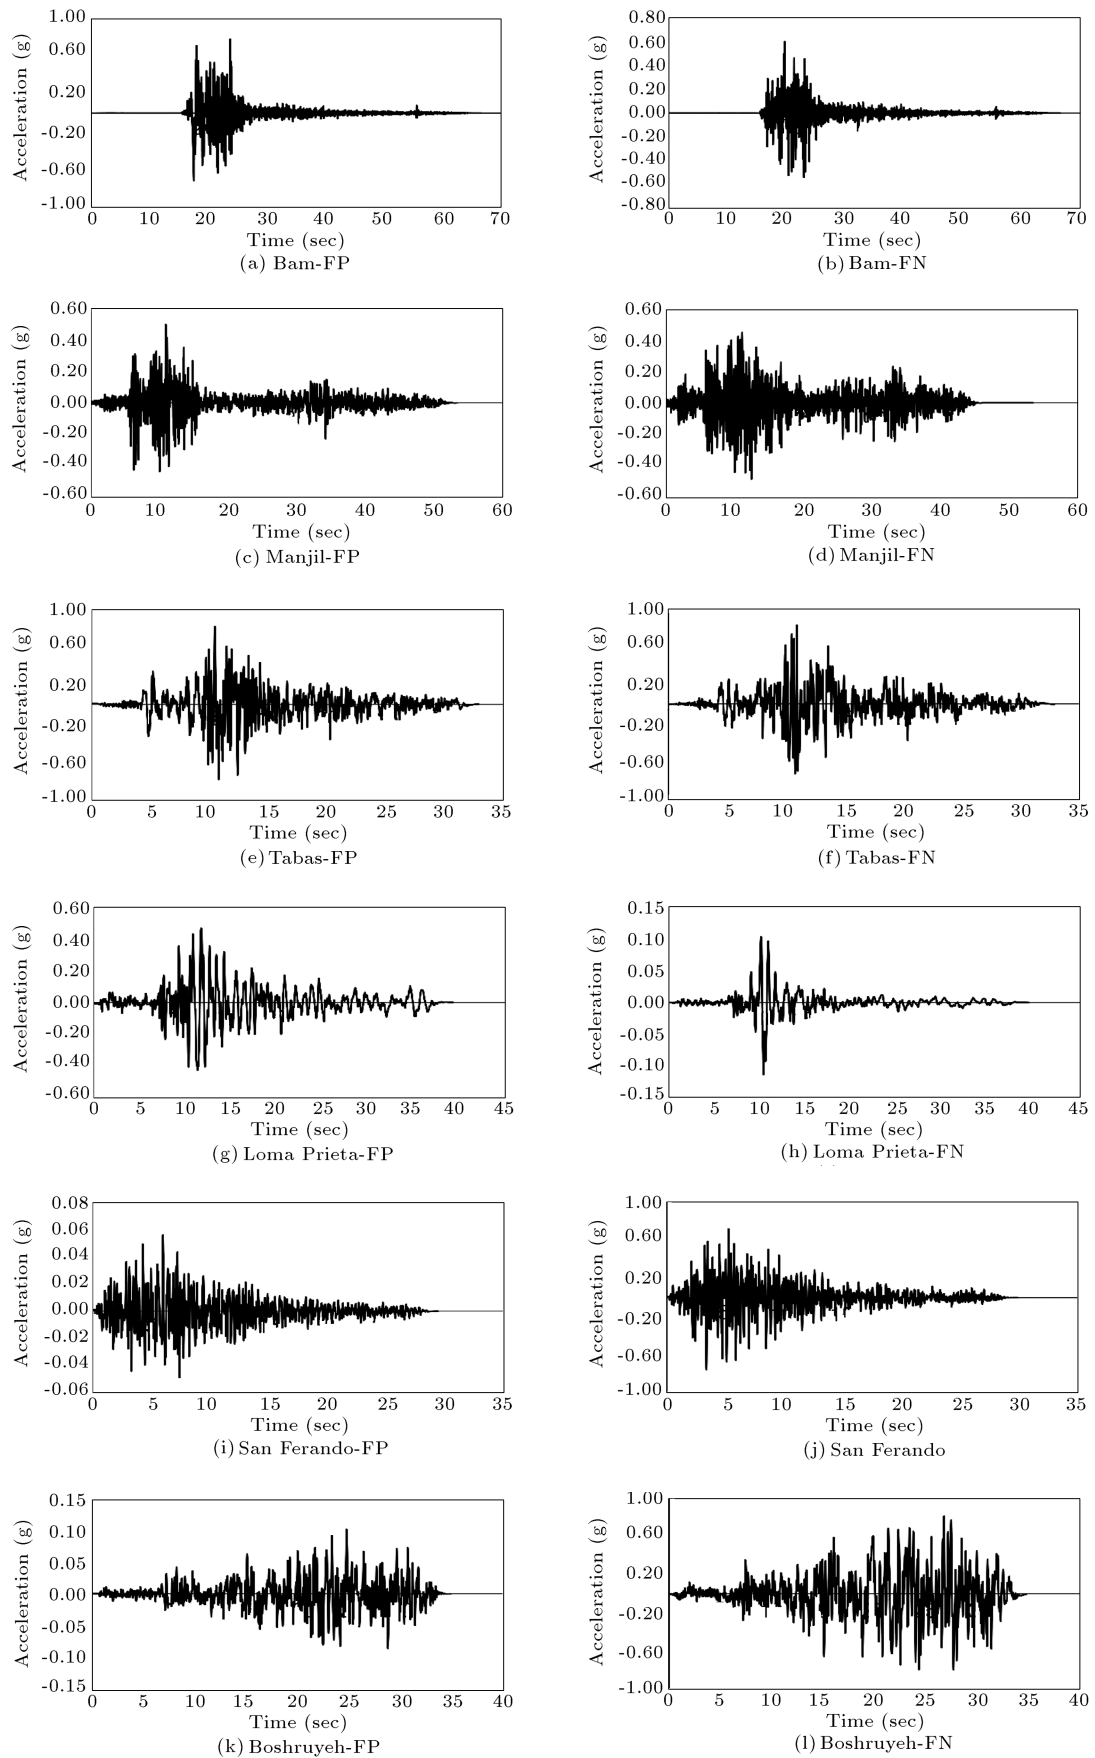 1.00
0.60
0.20
-0.20
-0.60
-1.00
Acceleration (g)
0 10 20 30 40 50 60 70
Time (sec)
(a) Bam-FP
0.80
0.60
0.40
0.20
0.00
-0.20
-0.40
-0.60
-0.80
Acceleration (g)
0 10 20 30 40 50 60 70
Time (sec)
(b) Bam-FN
0.60
0.40
0.20
0.00
-0.20
-0.40
-0.60
Acceleration (g)
0 10 20 30 40 50 60
Time (sec)
(c) Manjil-FP
0.60
0.40
0.20
0.00
-0.20
-0.40
-0.60
Acceleration (g)
0 10 20 30 40 50 60
Time (sec)
(d) Manjil-FN
1.00
0.60
0.20
-0.20
-0.60
-1.00
Acceleration (g)
0 5 10 15 20 25 30 35
Time (sec)
(e) Tabas-FP
1.00
0.60
0.20
-0.20
-0.60
-1.00
Acceleration (g)
0 5 10 15 20 25 30 35
Time (sec)
(f) Tabas-FN
0.60
0.40
0.20
0.00
-0.20
-0.40
-0.60
Acceleration (g)
0 5 10 15 20 25 30 35 40 45
Time (sec)
(g) Loma Prieta-FP
0.15
0.10
0.05
0.00
-0.05
-0.10
-0.15
Acceleration (g)
0 5 10 15 20 25 30 35 40 45
Time (sec)
(h) Loma Prieta-FN
0.08
0.06
0.04
0.02
0.00
-0.02
-0.04
-0.06
Acceleration (g)
0 5 10 15 20 25 30 35
Time (sec)
(i) San Ferando-FP
1.00
0.60
0.20
-0.20
-0.60
-1.00
Acceleration (g)
0 5 10 15 20 25 30 35
Time (sec)
(j) San Ferando
0.15
0.10
0.05
0.00
-0.05
-0.10
-0.15
Acceleration (g)
0 5 10 15 20 25 30 35 40
Time (sec)
(k) Boshruyeh-FP
1.00
0.60
0.20
-0.20
-0.60
-1.00
Acceleration (g)
0 5 10 15 20 25 30 35 40
Time (sec)
(l) Boshruyeh-FN